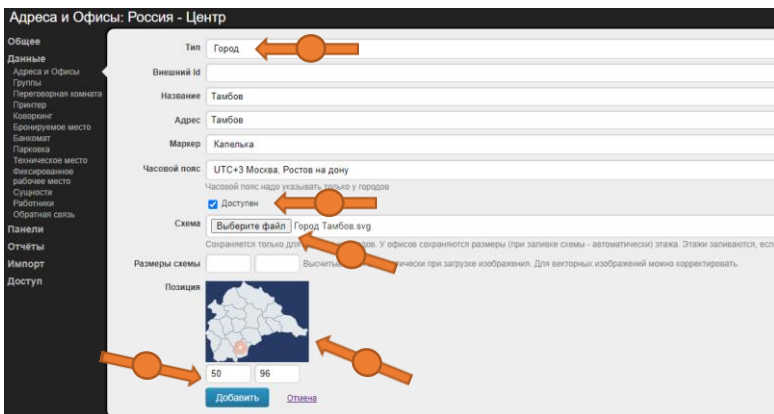 Адреса и Офисы: Россия - Центр
Общее
Данные
Адреса и Офисы
Группы
Переговорная комната
Принтер
Коворкинг
Бронируемое место
Банкомат
Парковка
Техническое место
Фиксированное
рабочее место
Сущности
Работники
Обратная связь
Панели
Отчёты
Импорт
Доступ
Тип Город
Внешний Id
Название Тамбов
Адрес Тамбов
Маркер Капелька
Часовой пояс UTC+3 Москва, Ростов на дону
Часовой пояс надо указывать только у городов
Доступен
Схема Выберите файл Город Тамбов.svg
Сохраняется только для У офисов сохраняются размеры (при заливке схемы - автоматически) этажа. Этажи заливаются, есл
Размеры схемы при загрузке изображения. Для векторных изображений можно корректировать.
Позиция
50 96
Добавить Отмена